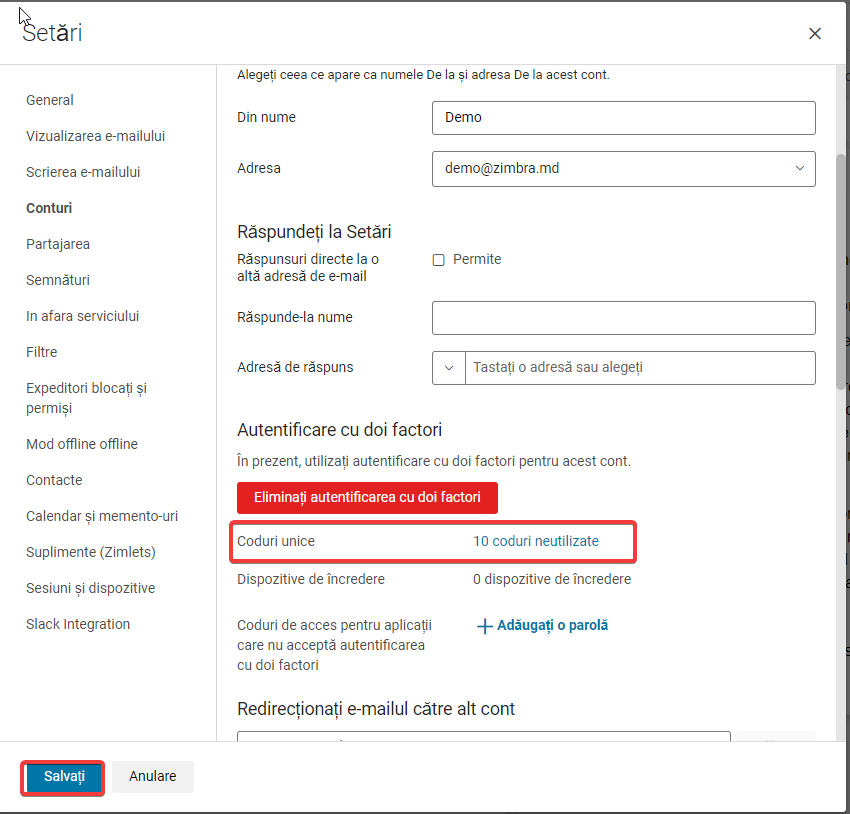 Setări
General
Vizualizarea e-mailului
Scrierea e-mailului
Conturi
Partajarea
Semnături
In afara serviciului
Filtre
Expeditori blocați și
permiși
Mod offline offline
Contacte
Calendar și memento-uri
Suplimente (Zimlets)
Sesiuni și dispozitive
Slack Integration
Alegeți ceea ce apare ca numele De la și adresa De la acest cont.
Din nume
Demo
Adresa
demo@zimbra.md
Răspundeți la Setări
Răspunsuri directe la o
altă adresă de e-mail
Permite
Răspunde-la nume
Adresă de răspuns
Tastați o adresă sau alegeți
Autentificare cu doi factori
În prezent, utilizați autentificare cu doi factori pentru acest cont.
Eliminați autentificarea cu doi factori
Coduri unice
10 coduri neutilizate
Dispozitive de încredere
0 dispozitive de încredere
Coduri de acces pentru aplicații
care nu acceptă autentificarea
cu doi factori
Adăugați o parolă
Redirecționați e-mailul către alt cont
Salvați
Anulare